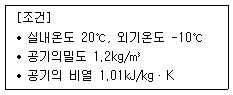 [조건]
• 실내온도 20℃, 외기온도 -10℃
• 공기의밀도 1.2kg/m³
• 공기의 비열 1.01kJ/kg·K